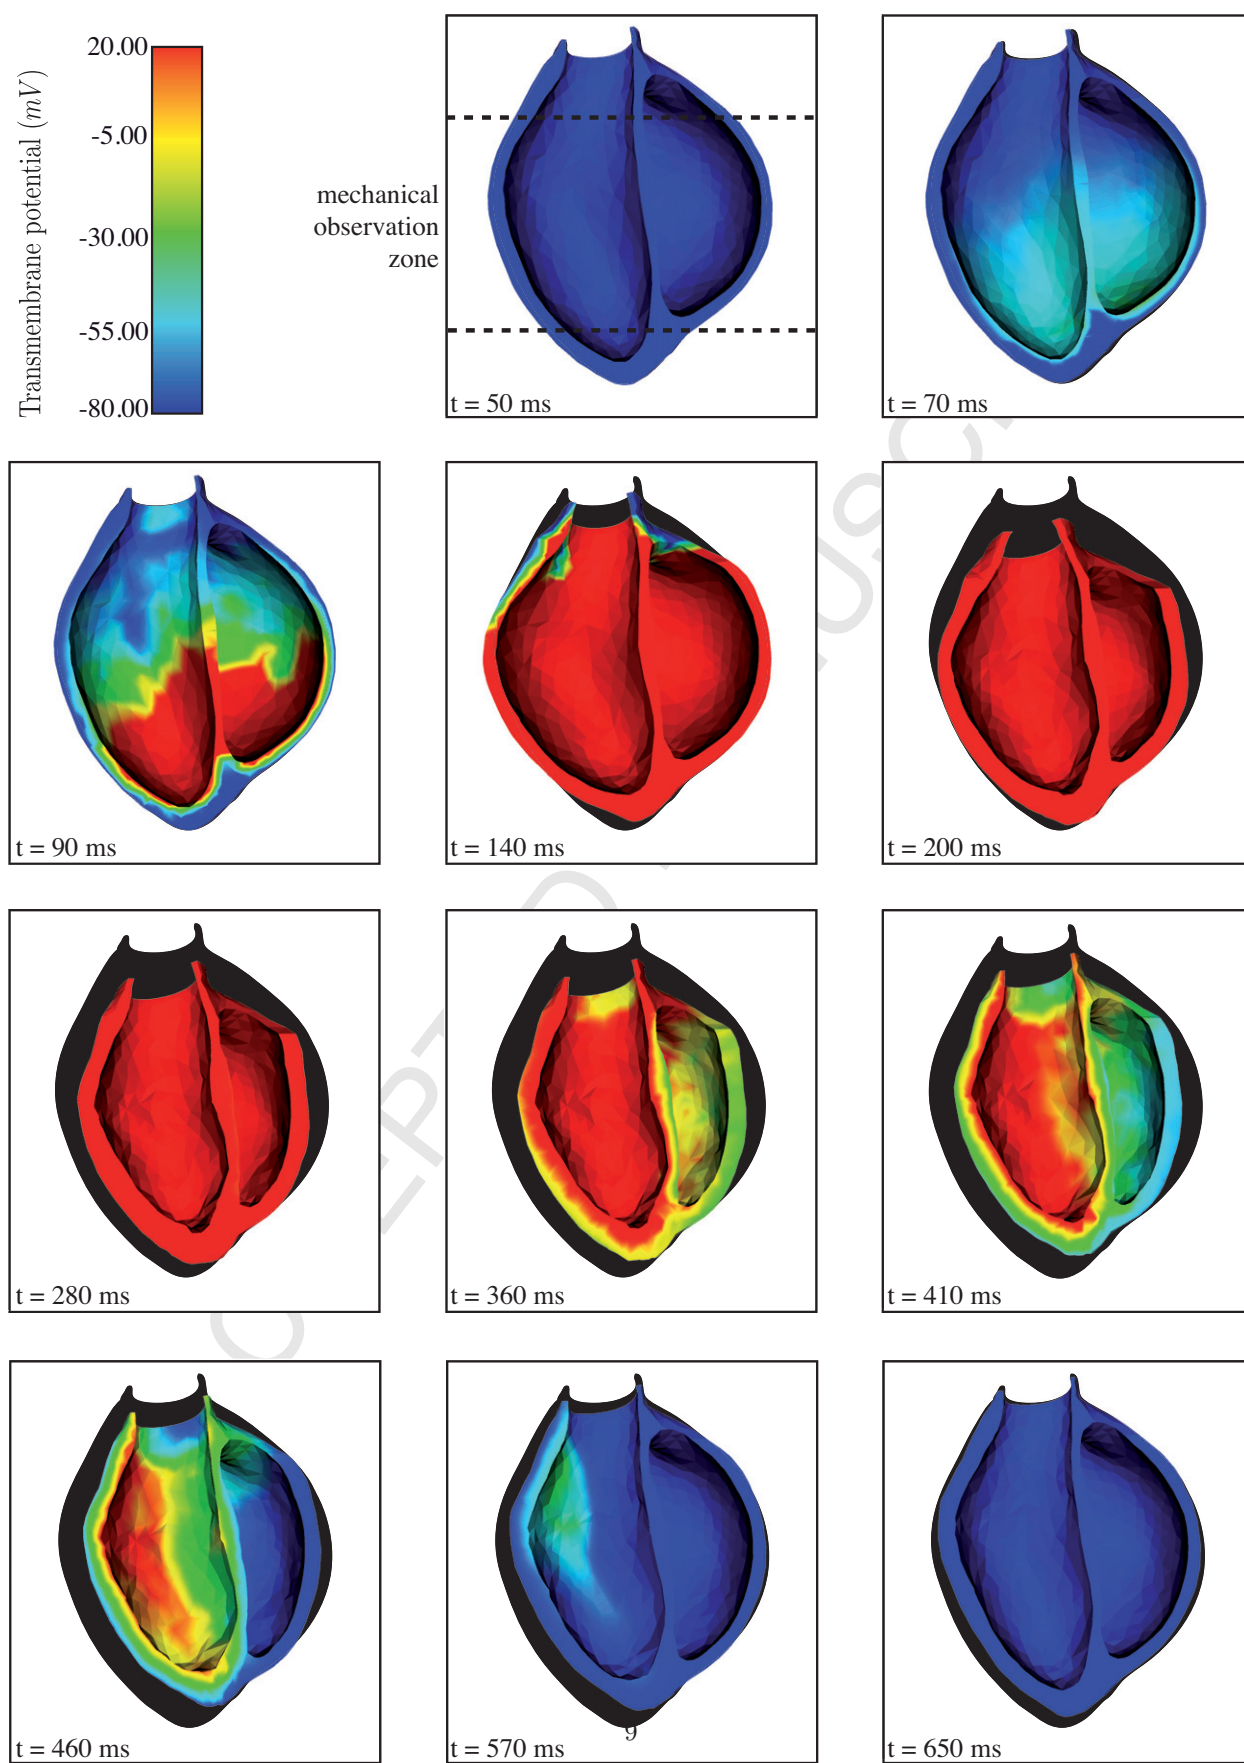 Transmembrane potential (mV)
20.00
-5.00
-30.00
-55.00
-80.00
mechanical
observation
zone
t = 50 ms
t = 70 ms
t = 90 ms
t = 140 ms
t = 200 ms
t = 280 ms
t = 360 ms
t = 410 ms
t = 460 ms
t = 570 ms
t = 650 ms
9